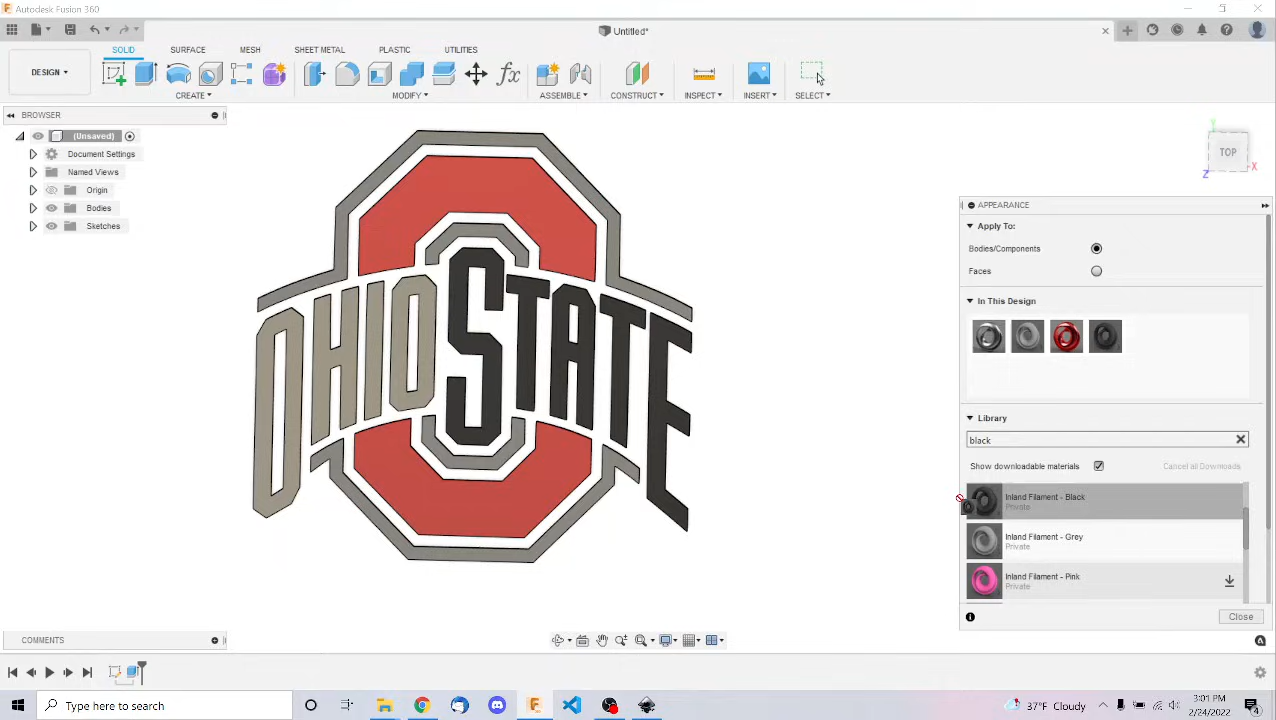 Autodesk Fusion 360
Untitled*
SOLID SURFACE MESH SHEET METAL PLASTIC UTILITIES
DESIGN
CREATE MODIFY ASSEMBLE CONSTRUCT INSPECT INSERT SELECT
BROWSER
(Unsaved)
Document Settings
Named Views
Origin
Bodies
Sketches
TOP
Y
X
Z
OHIO STATE
APPEARANCE
Apply To:
Bodies/Components
Faces
In This Design
Library
black
Show downloadable materials Cancel all Downloads
Inland Filament - Black
Private
Inland Filament - Grey
Private
Inland Filament - Pink
Private
Close
COMMENTS
Type here to search
37°F Cloudy
3:01 PM
2/24/2022
4